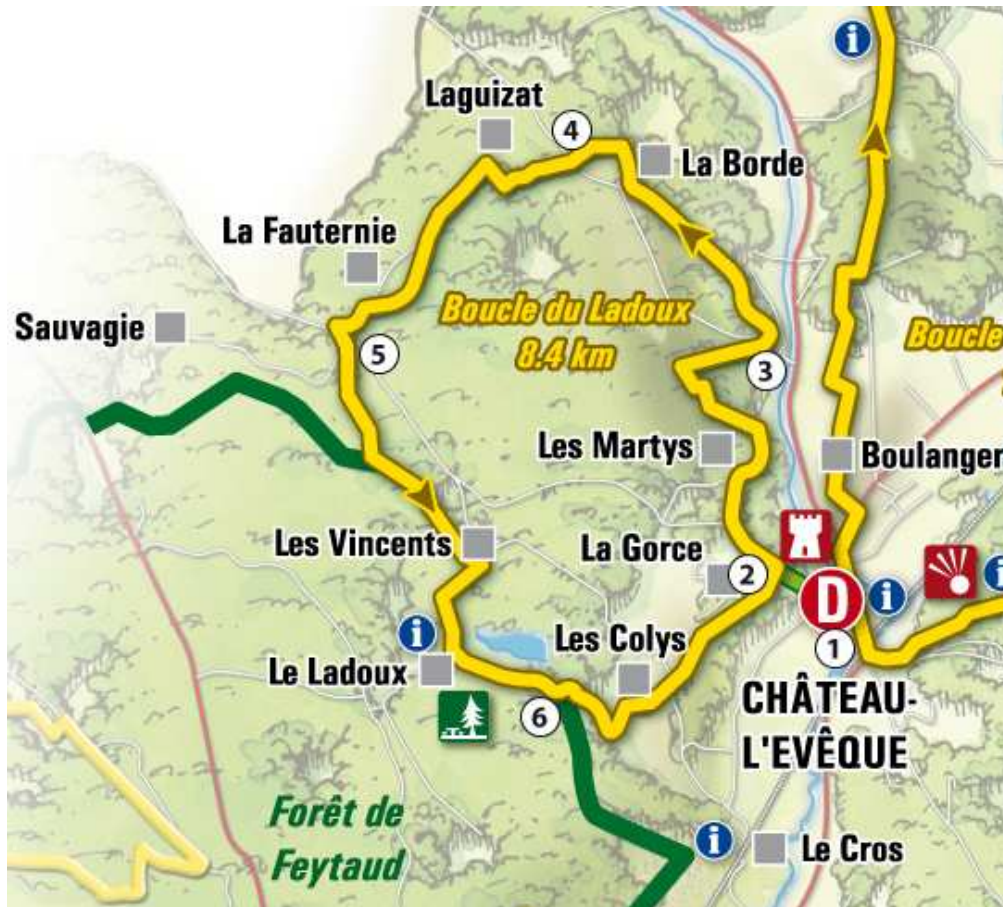 i
Laguizat
4
La Borde
La Fauternie
Boucle du Ladoux
8.4 km
Sauvagie
5
3
Boucle
Les Martys
Boulanger
Les Vincents
La Gorce
2
D
i
i
i
Les Colys
1
Le Ladoux
6
CHÂTEAU-
L'EVÊQUE
Forêt de
Feytaud
i
Le Cros